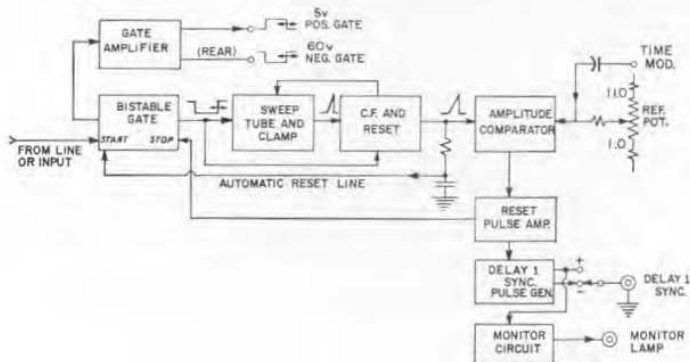 GATE
AMPLIFIER
5v
POS. GATE
(REAR)
60v
NEG. GATE
BISTABLE
GATE
START STOP
FROM LINE
OR INPUT
SWEEP
TUBE AND
CLAMP
C.F. AND
RESET
AMPLITUDE
COMPARATOR
TIME
MOD.
11.0
REF.
POT.
1.0
AUTOMATIC RESET LINE
RESET
PULSE AMP.
DELAY 1
SYNC.
PULSE GEN.
+
-
DELAY 1
SYNC.
MONITOR
CIRCUIT
MONITOR
LAMP